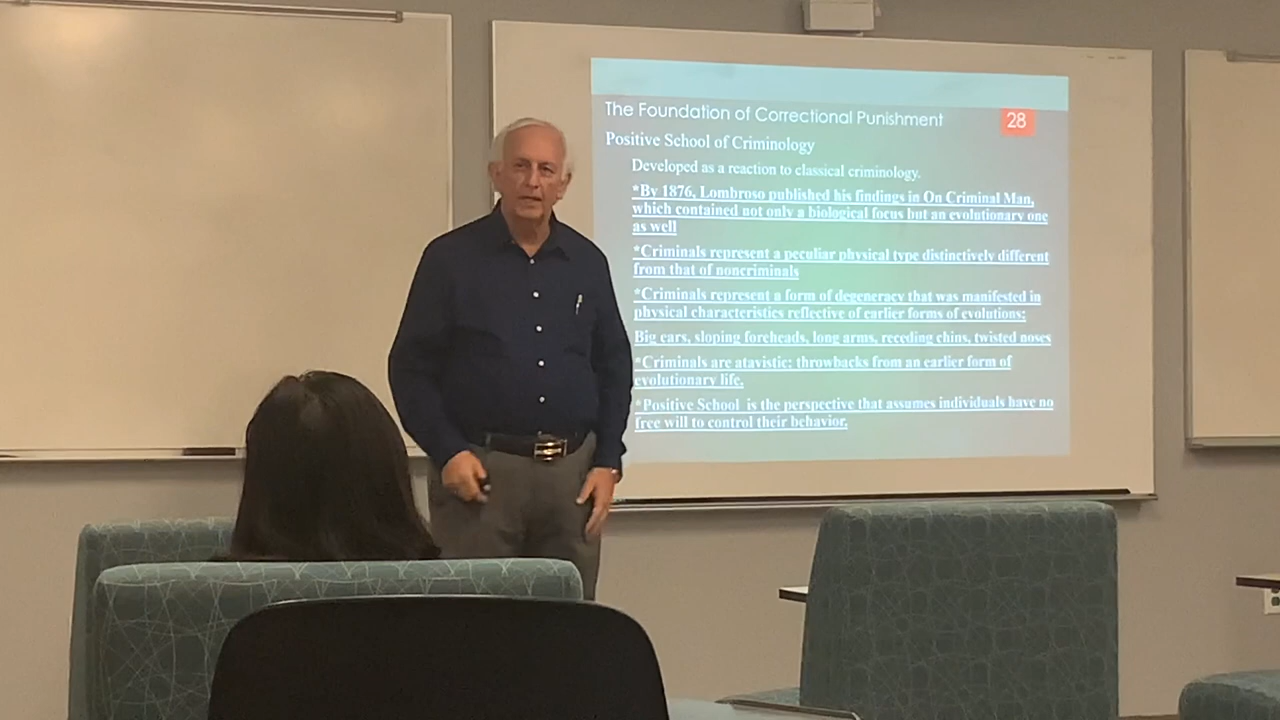 The Foundation of Correctional Punishment
28
Positive School of Criminology
Developed as a reaction to classical criminology.
*By 1876, Lombroso published his findings in On Criminal Man,
which contained not only a biological focus but an evolutionary one
as well
*Criminals represent a peculiar physical type distinctively different
from that of noncriminals
*Criminals represent a form of degeneracy that was manifested in
physical characteristics reflective of earlier forms of evolutions;
Big ears, sloping foreheads, long arms, receding chins, twisted noses
*Criminals are atavistic; throwbacks from an earlier form of
evolutionary life.
*Positive School is the perspective that assumes individuals have no
free will to control their behavior.